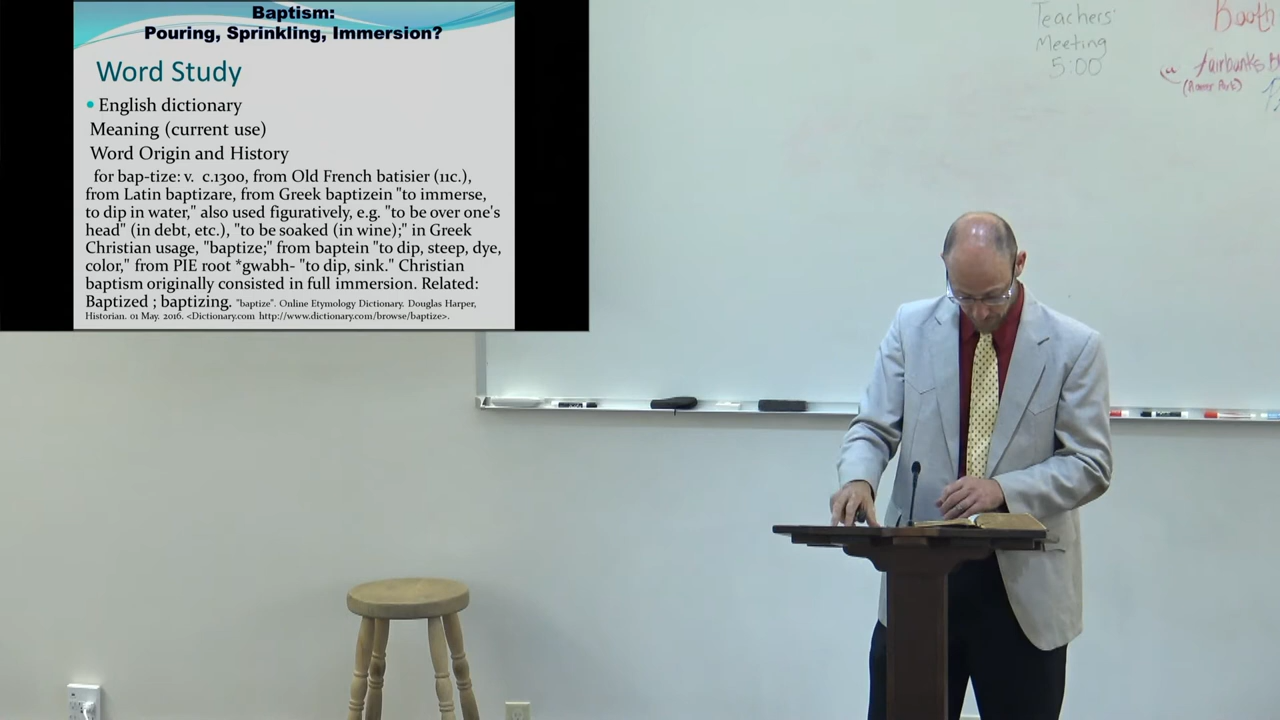 Baptism:
Pouring, Sprinkling, Immersion?
Word Study
• English dictionary
Meaning (current use)
Word Origin and History
for bap-tize: v. c.1300, from Old French batisier (11c.),
from Latin baptizare, from Greek baptizein "to immerse,
to dip in water," also used figuratively, e.g. "to be over one's
head" (in debt, etc.), "to be soaked (in wine);" in Greek
Christian usage, "baptize;" from baptein "to dip, steep, dye,
color," from PIE root *gwabh- "to dip, sink." Christian
baptism originally consisted in full immersion. Related:
Baptized ; baptizing. "baptize". Online Etymology Dictionary. Douglas Harper,
Historian. 01 May. 2016. <Dictionary.com http://www.dictionary.com/browse/baptize>.
Teachers'
Meeting
5:00
Booth
fairbanks